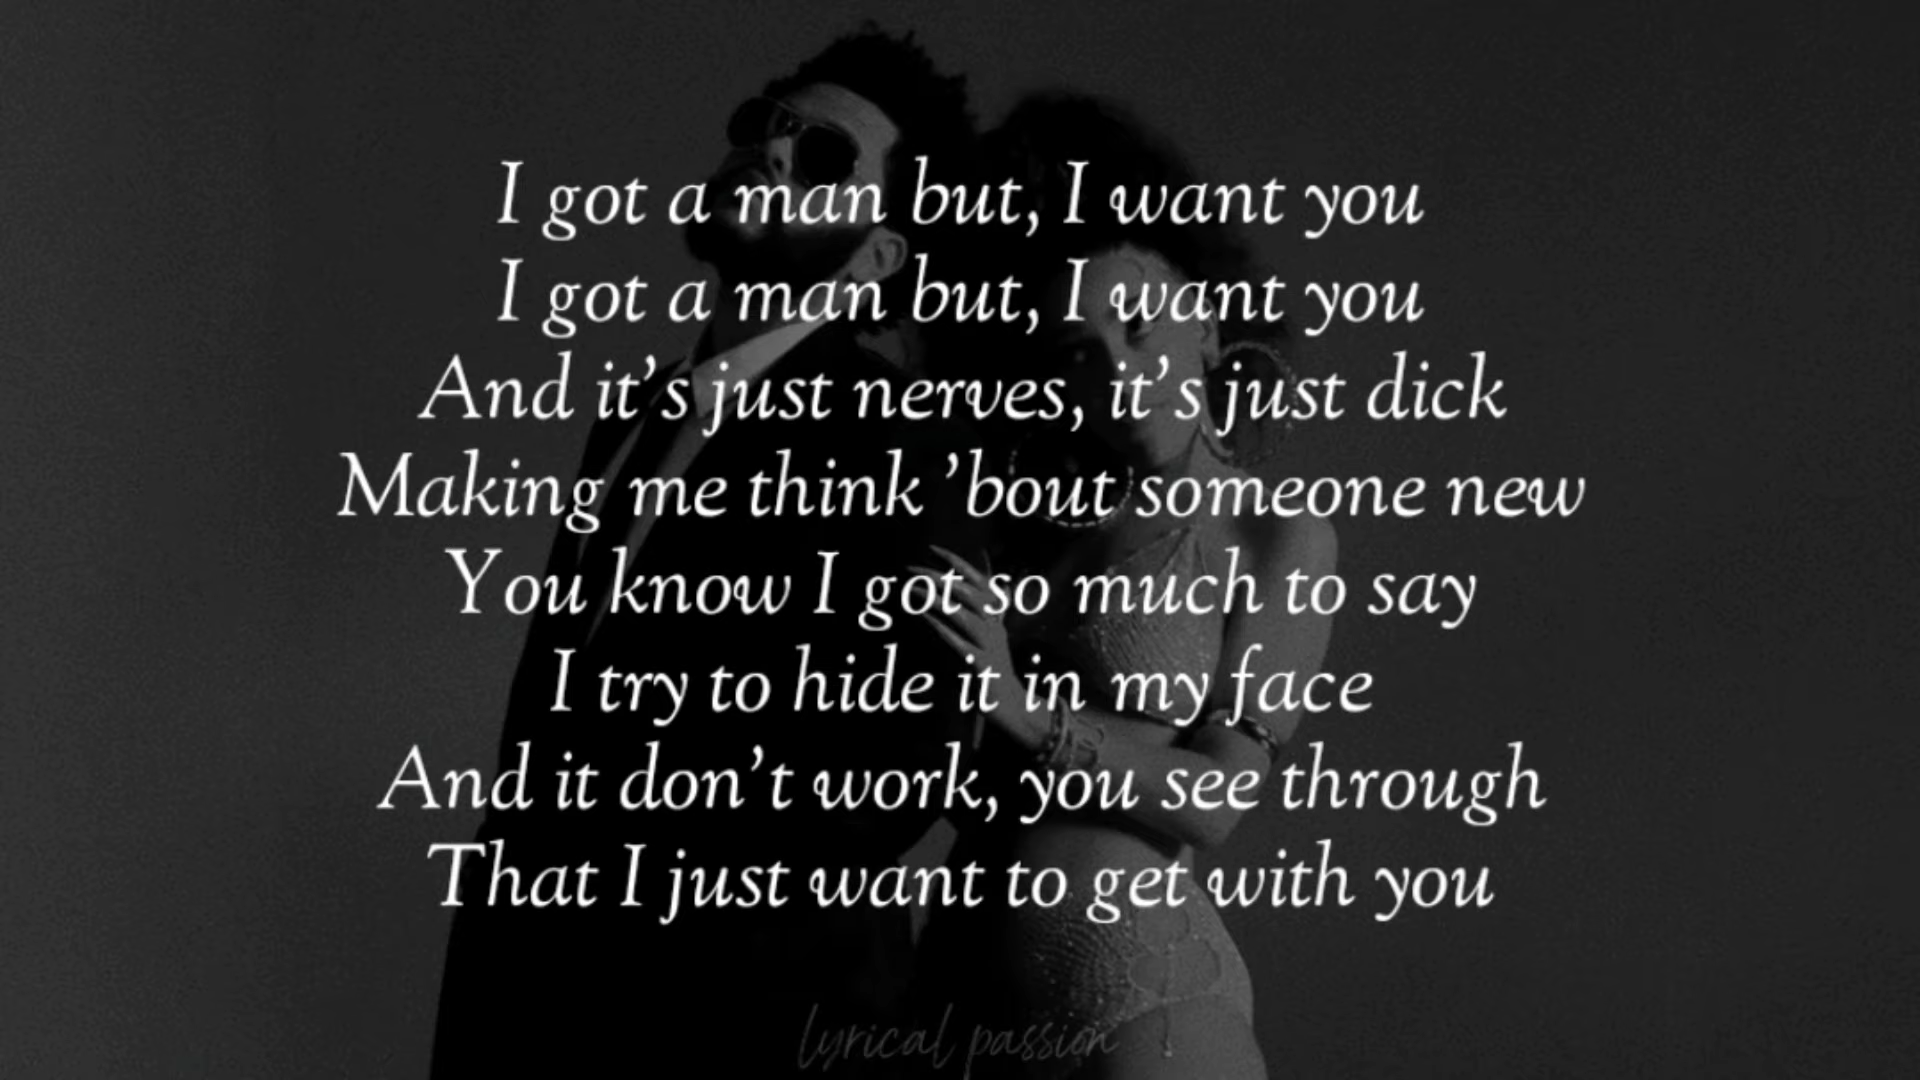 I got a man but, I want you
I got a man but, I want you
And it’s just nerves, it’s just dick
Making me think ’bout someone new
You know I got so much to say
I try to hide it in my face
And it don’t work, you see through
That I just want to get with you
lyrical passion